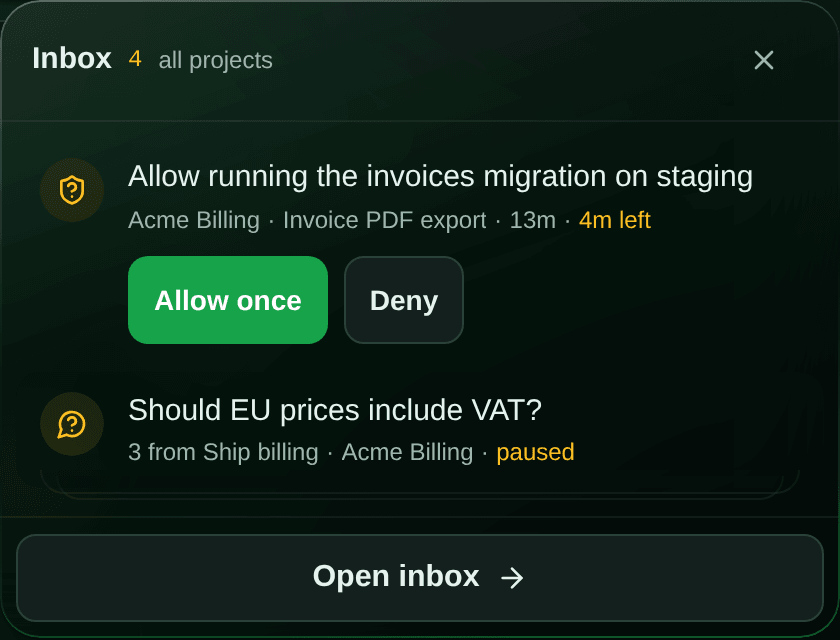 Inbox 4 all projects
Allow running the invoices migration on staging
Acme Billing · Invoice PDF export · 13m · 4m left
Allow once Deny
Should EU prices include VAT?
3 from Ship billing · Acme Billing · paused
Open inbox →